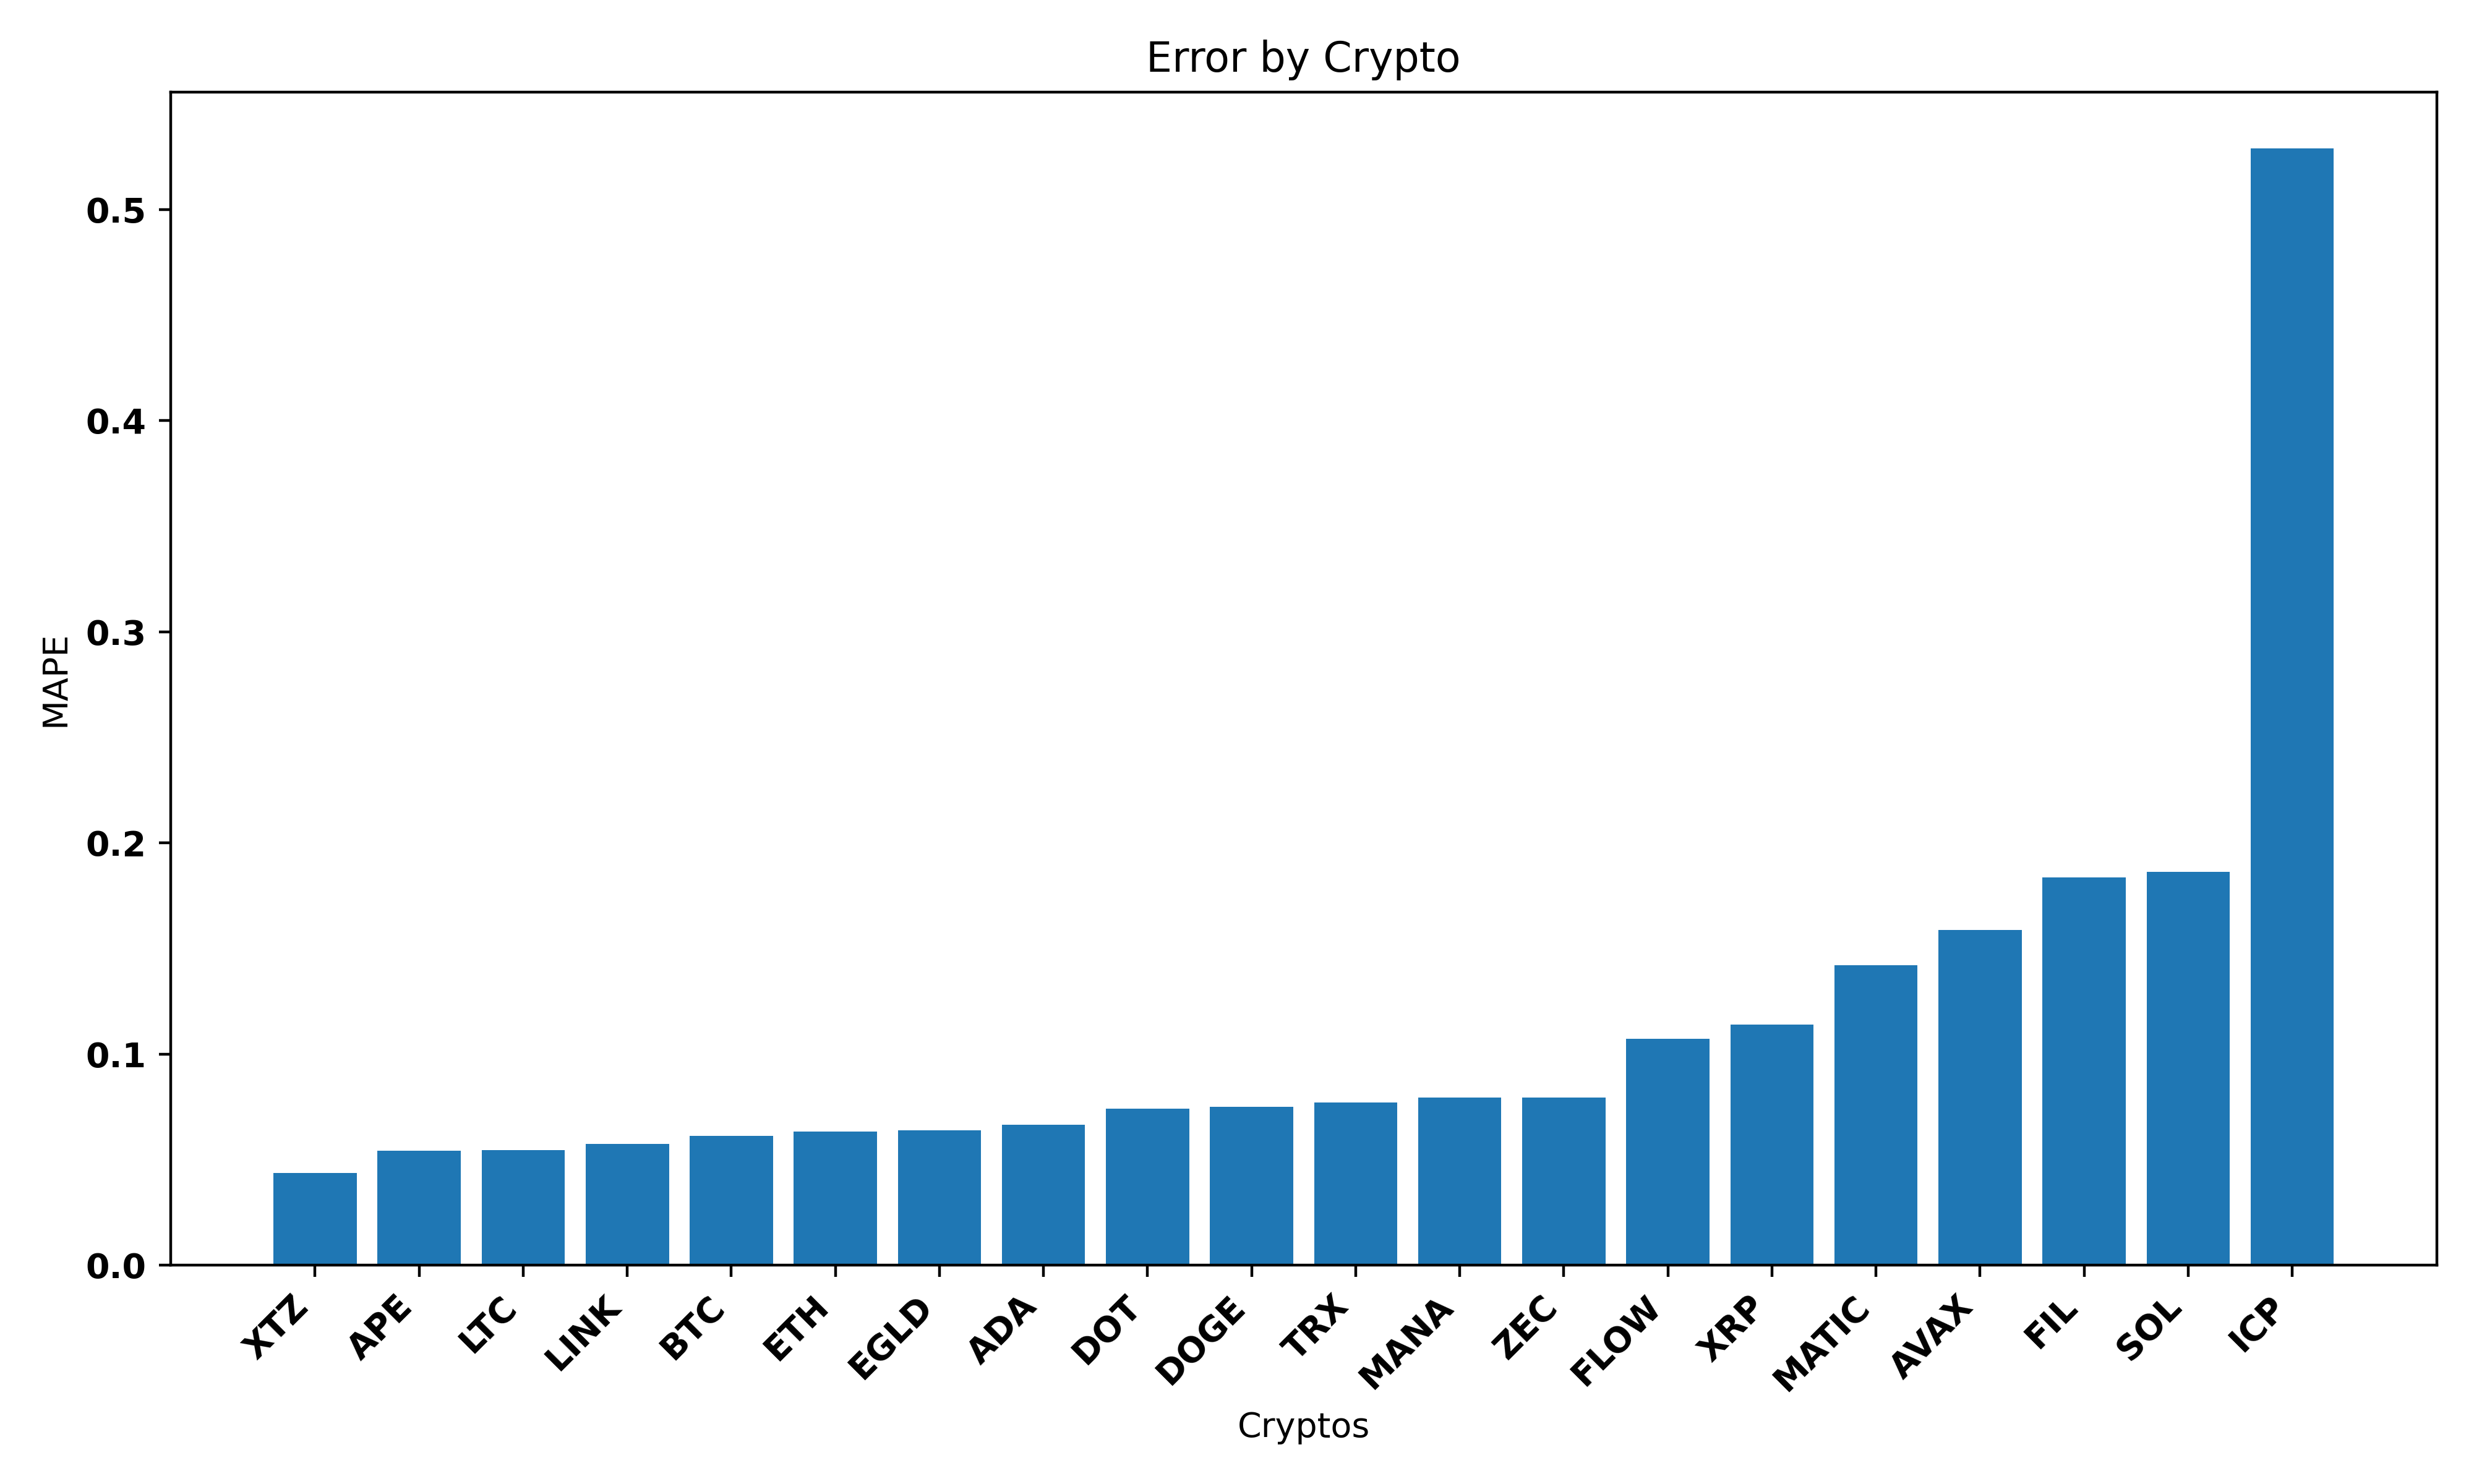 Error by Crypto
MAPE
0.5
0.4
0.3
0.2
0.1
0.0
XTZ
APE
LTC
LINK
BTC
ETH
EGLD
ADA
DOT
DOGE
TRX
MANA
ZEC
FLOW
XRP
MATIC
AVAX
FIL
SOL
ICP
Cryptos